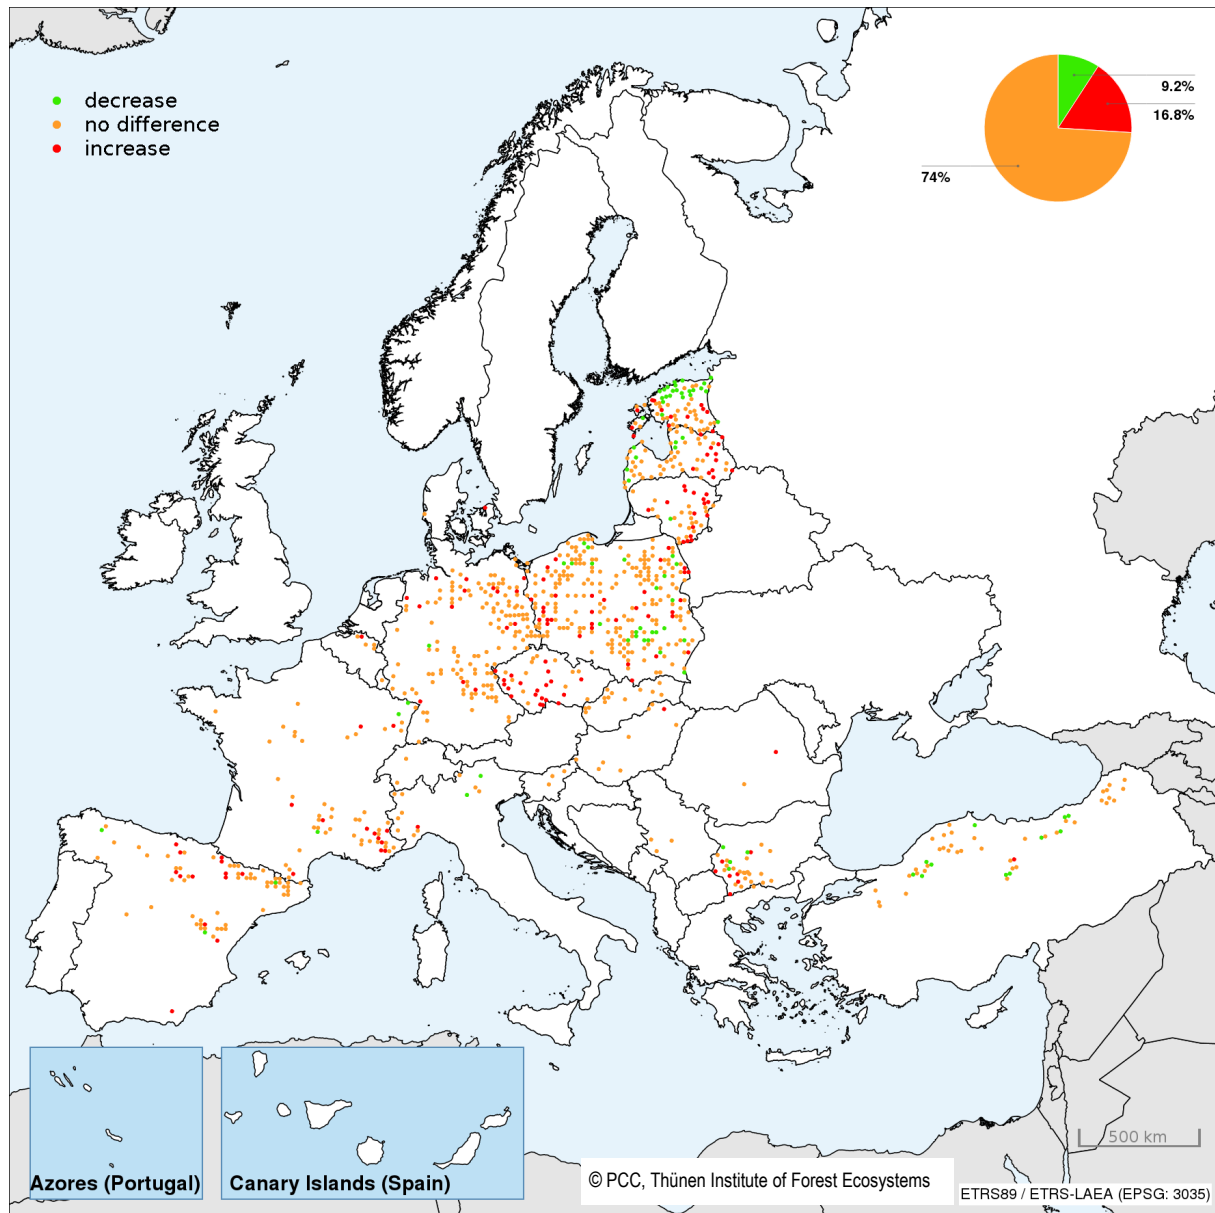 decrease
no difference
increase
9.2%
16.8%
74%
500 km
Azores (Portugal)
Canary Islands (Spain)
© PCC, Thünen Institute of Forest Ecosystems
ETRS89 / ETRS-LAEA (EPSG: 3035)